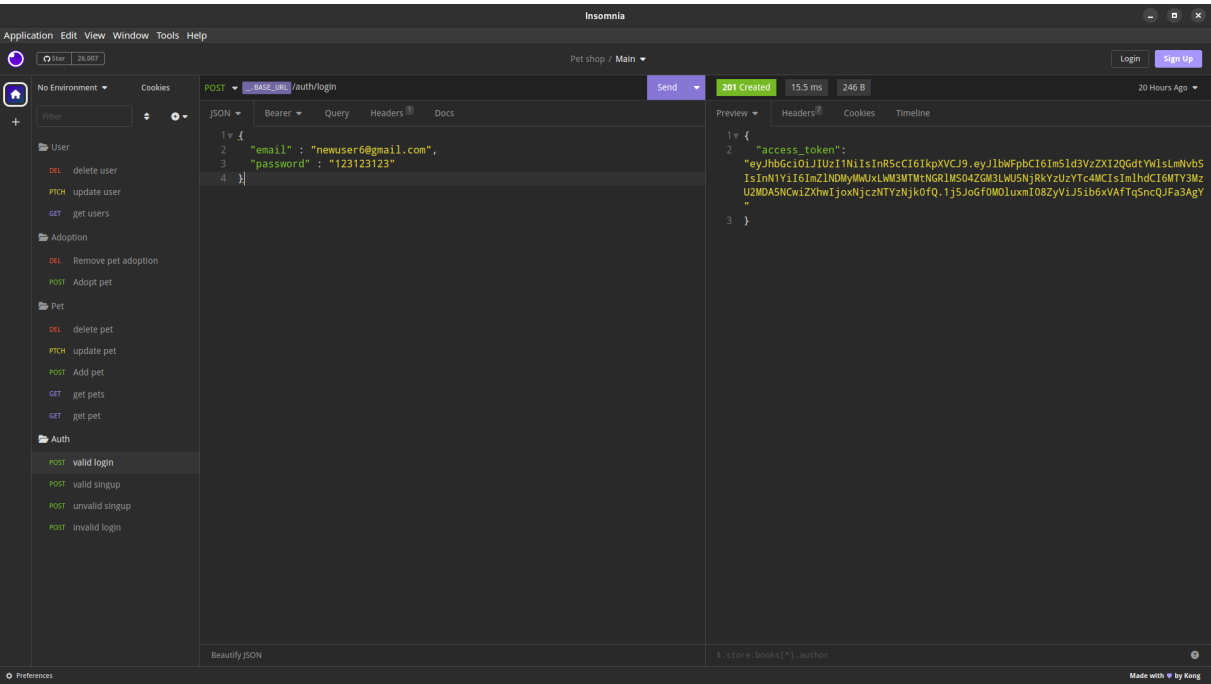 Insomnia
Application Edit View Window Tools Help
Star 26,007
Pet shop / Main
Login Sign Up
No Environment Cookies
Filter
User
DEL delete user
PTCH update user
GET get users
Adoption
DEL Remove pet adoption
POST Adopt pet
Pet
DEL delete pet
PTCH update pet
POST Add pet
GET get pets
GET get pet
Auth
POST valid login
POST valid singup
POST unvalid singup
POST invalid login
POST _.BASE_URL /auth/login Send
JSON Bearer Query Headers 1 Docs
1 {
2 "email" : "newuser6@gmail.com",
3 "password" : "123123123"
4 }
Beautify JSON
201 Created 15.5 ms 246 B 20 Hours Ago
Preview Headers 7 Cookies Timeline
1 {
2 "access_token":
3 }
$.store.books[*].author
Preferences
Made with by Kong